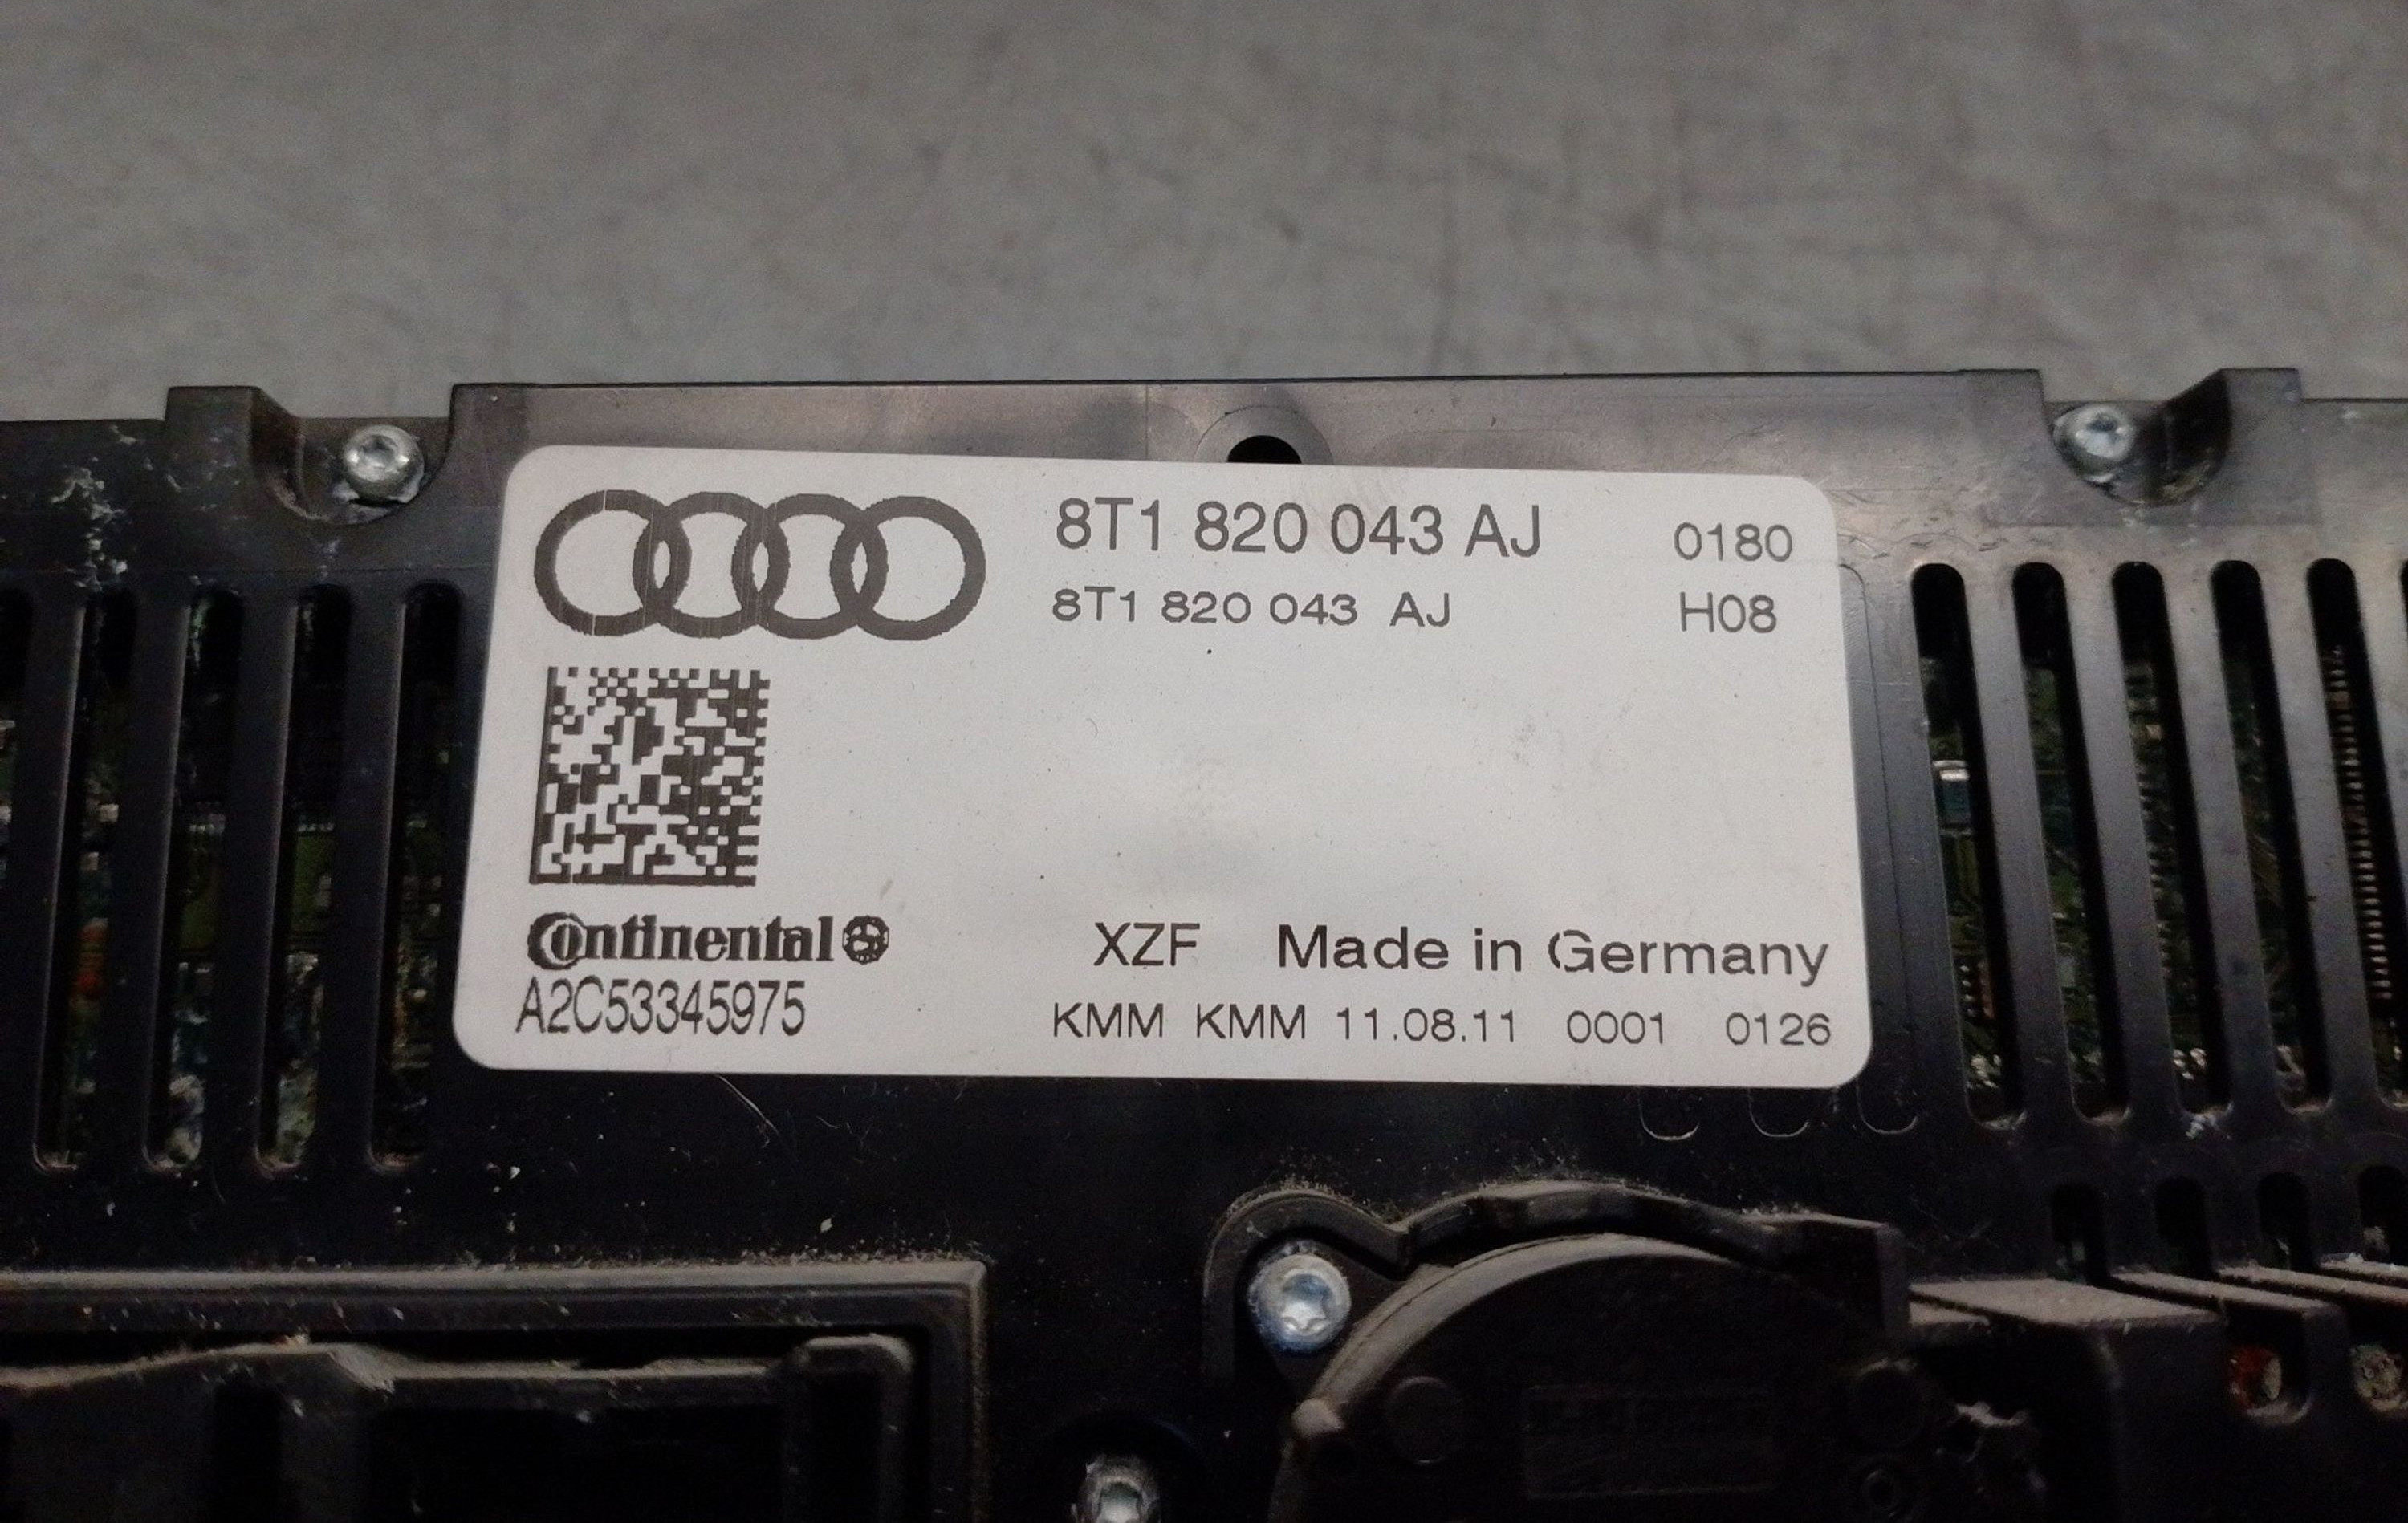 8T1 820 043 AJ 0180
8T1 820 043 AJ H08
Continental
XZF Made in Germany
A2C53345975
KMM KMM 11.08.11 0001 0126